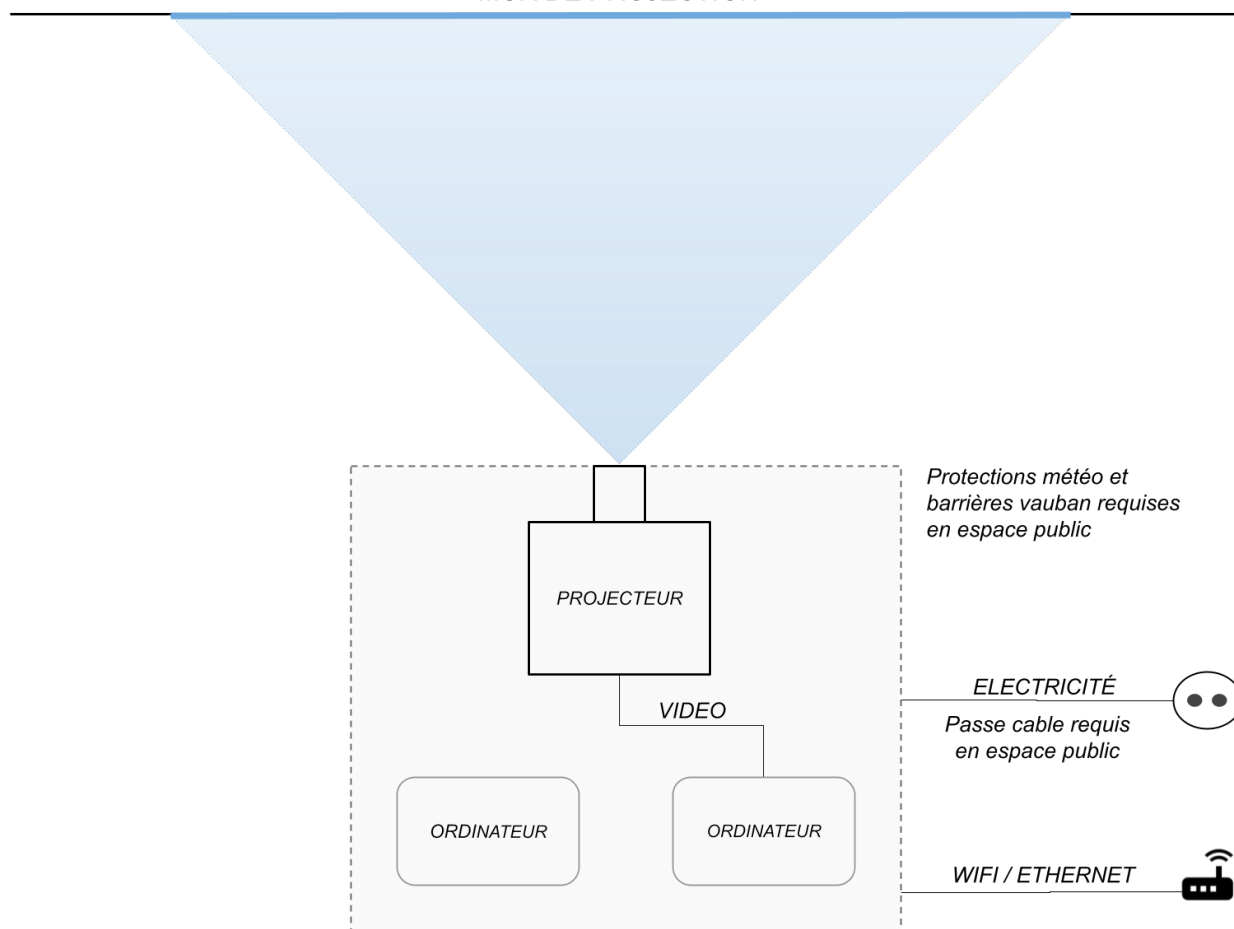 Protections météo et
barrières vauban requises
en espace public
PROJECTEUR
ELECTRICITÉ
VIDEO
Passe cable requis
en espace public
ORDINATEUR
ORDINATEUR
WIFI / ETHERNET